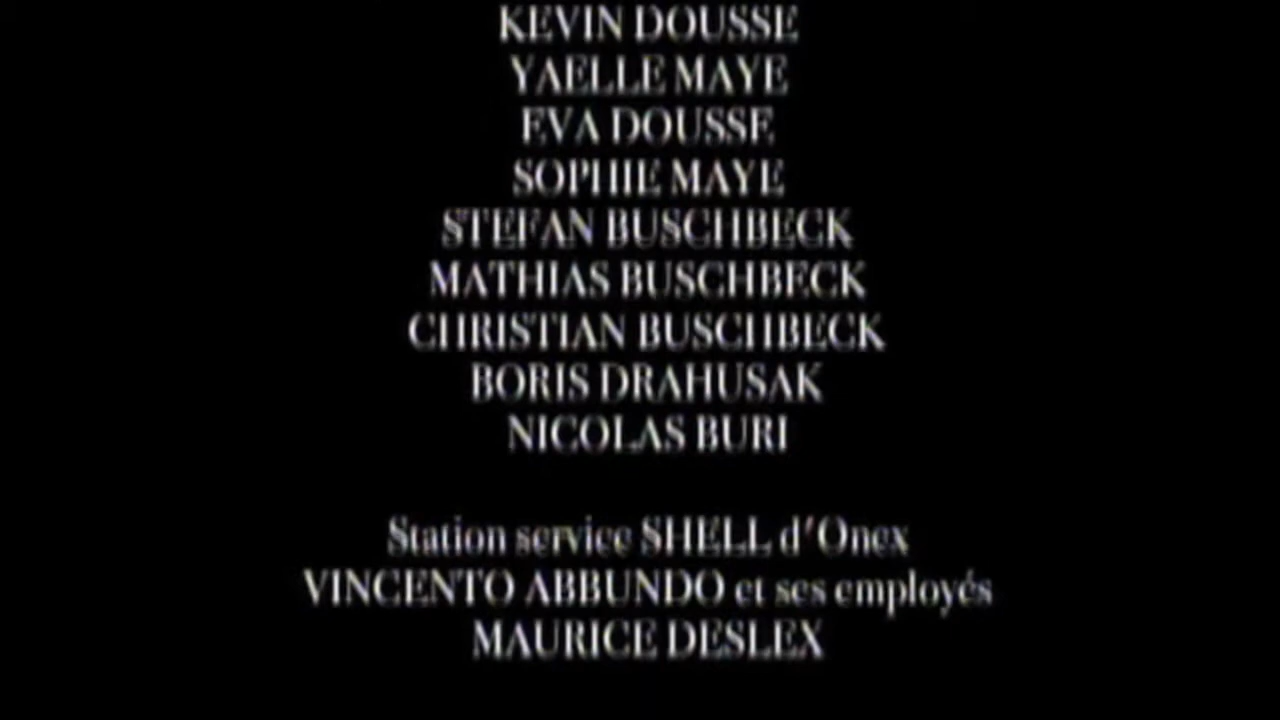 KEVIN DOUSSE
YAELLE MAYE
EVA DOUSSE
SOPHIE MAYE
STEFAN BUSCHBECK
MATHIAS BUSCHBECK
CHRISTIAN BUSCHBECK
BORIS DRAHUSAK
NICOLAS BURI
Station service SHELL d'Onex
VINCENTO ABBUNDO et ses employés
MAURICE DESLEX